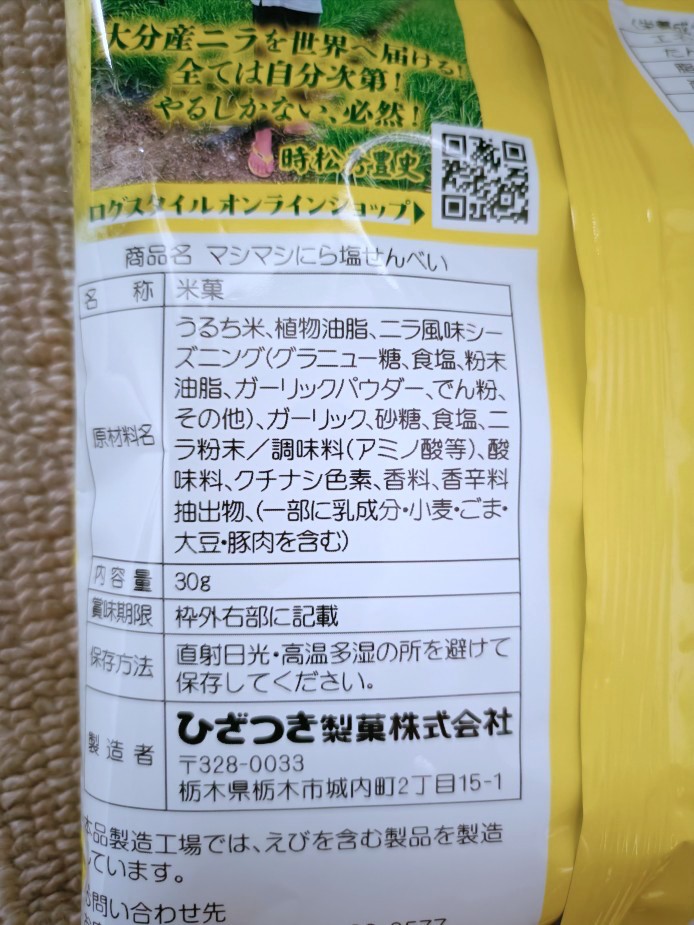 大分産ニラを世界へ届ける!
全ては自分次第!
やるしかない、必然!
ログスタイル オンラインショップ▶
商品名 マシマシにら塩せんべい
名称 米菓
原材料名
うるち米、植物油脂、ニラ風味シー
ズニング(グラニュー糖、食塩、粉末
油脂、ガーリックパウダー、でん粉、
その他)、ガーリック、砂糖、食塩、ニ
ラ粉末/調味料(アミノ酸等)、酸
味料、クチナシ色素、香料、香辛料
抽出物、(一部に乳成分・小麦・ごま・
大豆・豚肉を含む)
内容量 30g
賞味期限 枠外右部に記載
保存方法
直射日光・高温多湿の所を避けて
保存してください。
製造者
ひざつき製菓株式会社
〒328-0033
栃木県栃木市城内町2丁目15-1
本品製造工場では、えびを含む製品を製造
しています。
お問い合わせ先